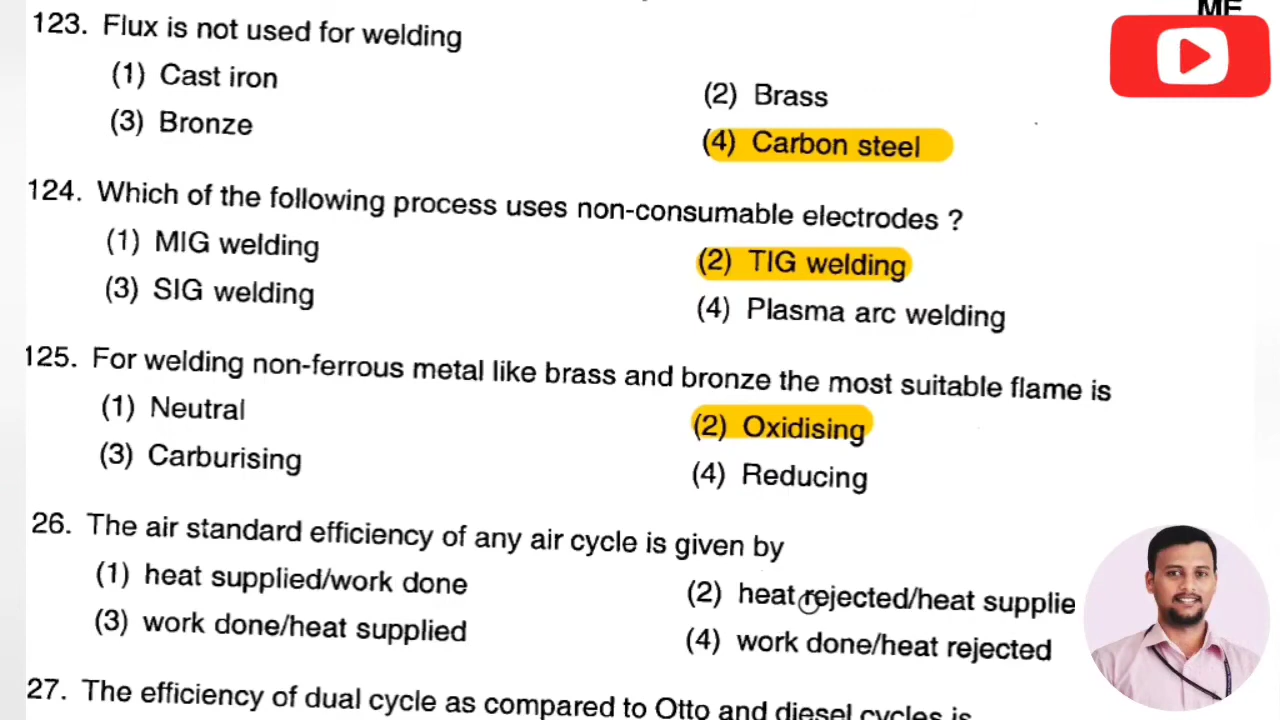 ME
123. Flux is not used for welding
(1) Cast iron
(2) Brass
(3) Bronze
(4) Carbon steel
124. Which of the following process uses non-consumable electrodes ?
(1) MIG welding
(2) TIG welding
(3) SIG welding
(4) Plasma arc welding
125. For welding non-ferrous metal like brass and bronze the most suitable flame is
(1) Neutral
(2) Oxidising
(3) Carburising
(4) Reducing
26. The air standard efficiency of any air cycle is given by
(1) heat supplied/work done
(2) heat rejected/heat supplie
(3) work done/heat supplied
(4) work done/heat rejected
27. The efficiency of dual cycle as compared to Otto and diesel cycles is